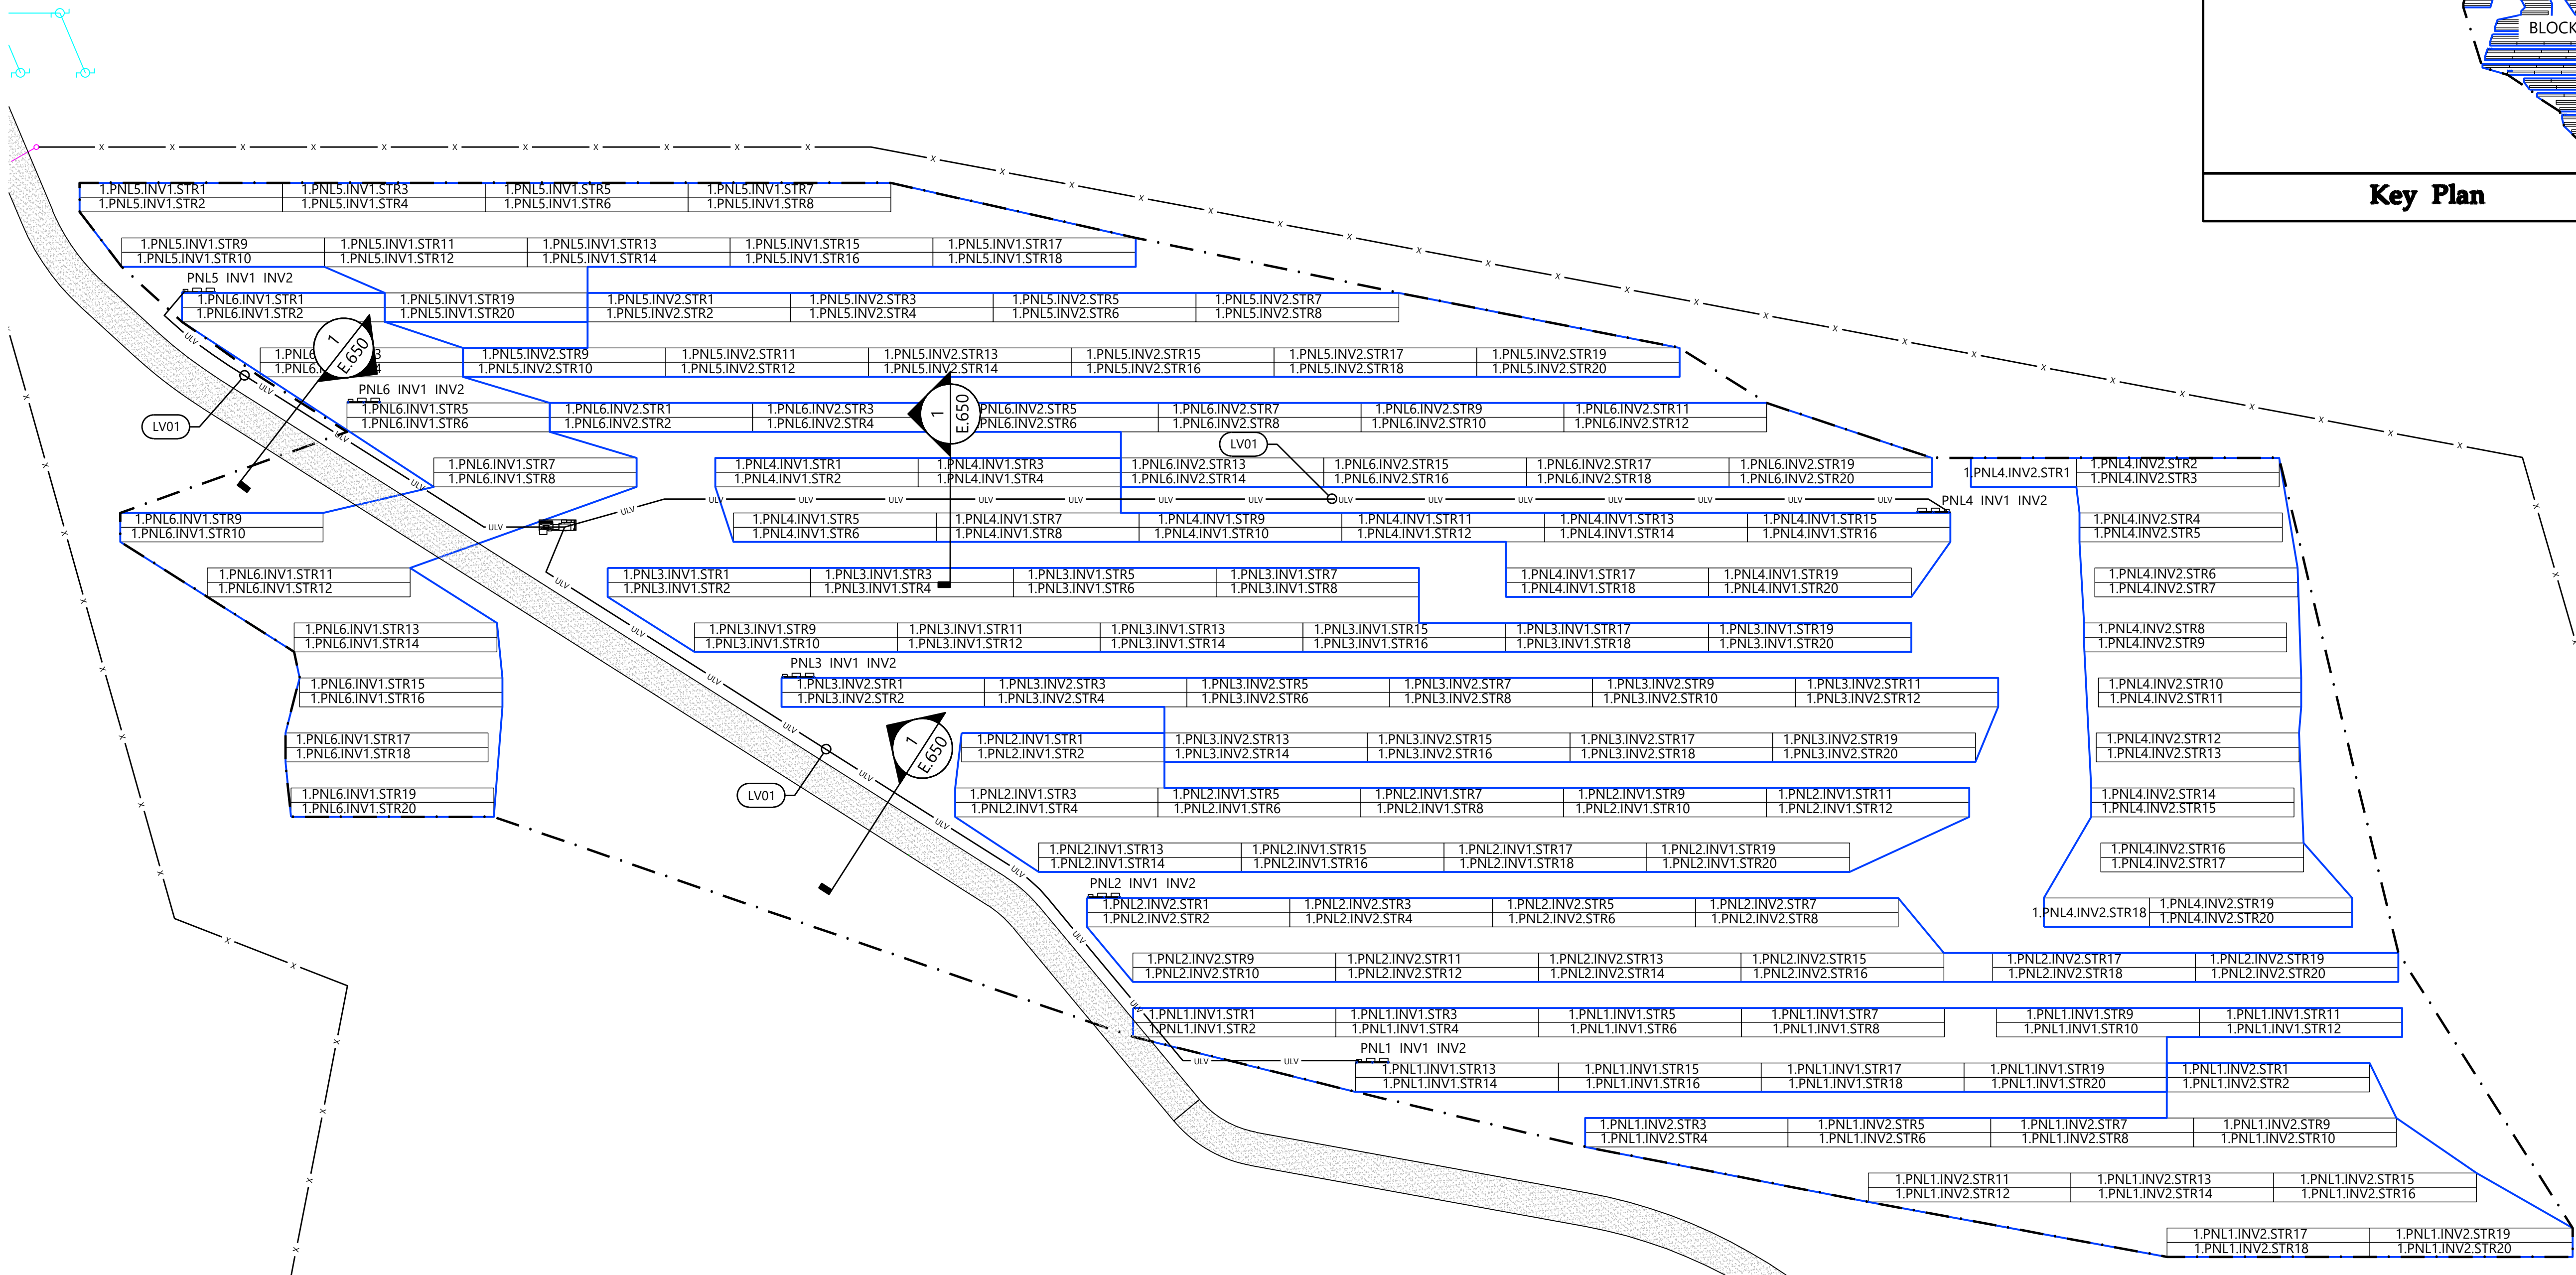 BLOCK
Key Plan
1.PNL5.INV1.STR1 1.PNL5.INV1.STR3 1.PNL5.INV1.STR5 1.PNL5.INV1.STR7
1.PNL5.INV1.STR2 1.PNL5.INV1.STR4 1.PNL5.INV1.STR6 1.PNL5.INV1.STR8
1.PNL5.INV1.STR9 1.PNL5.INV1.STR11 1.PNL5.INV1.STR13 1.PNL5.INV1.STR15 1.PNL5.INV1.STR17
1.PNL5.INV1.STR10 1.PNL5.INV1.STR12 1.PNL5.INV1.STR14 1.PNL5.INV1.STR16 1.PNL5.INV1.STR18
PNL5 INV1 INV2
1.PNL6.INV1.STR1 1.PNL5.INV1.STR19 1.PNL5.INV2.STR1 1.PNL5.INV2.STR3 1.PNL5.INV2.STR5 1.PNL5.INV2.STR7
1.PNL6.INV1.STR2 1.PNL5.INV1.STR20 1.PNL5.INV2.STR2 1.PNL5.INV2.STR4 1.PNL5.INV2.STR6 1.PNL5.INV2.STR8
1
E.650
1.PNL5.INV2.STR9 1.PNL5.INV2.STR11 1.PNL5.INV2.STR13 1.PNL5.INV2.STR15 1.PNL5.INV2.STR17 1.PNL5.INV2.STR19
1.PNL5.INV2.STR10 1.PNL5.INV2.STR12 1.PNL5.INV2.STR14 1.PNL5.INV2.STR16 1.PNL5.INV2.STR18 1.PNL5.INV2.STR20
PNL6 INV1 INV2
1.PNL6.INV1.STR5 1.PNL6.INV2.STR1 1.PNL6.INV2.STR3 1.PNL6.INV2.STR5 1.PNL6.INV2.STR7 1.PNL6.INV2.STR9 1.PNL6.INV2.STR11
1.PNL6.INV1.STR6 1.PNL6.INV2.STR2 1.PNL6.INV2.STR4 PNL6.INV2.STR6 1.PNL6.INV2.STR8 1.PNL6.INV2.STR10 1.PNL6.INV2.STR12
1
E.650
LV01
LV01
1.PNL6.INV1.STR7 1.PNL4.INV1.STR1 1.PNL4.INV1.STR3 1.PNL6.INV2.STR13 1.PNL6.INV2.STR15 1.PNL6.INV2.STR17 1.PNL6.INV2.STR19 1.PNL4.INV2.STR1 1.PNL4.INV2.STR2
1.PNL6.INV1.STR8 1.PNL4.INV1.STR2 1.PNL4.INV1.STR4 1.PNL6.INV2.STR14 1.PNL6.INV2.STR16 1.PNL6.INV2.STR18 1.PNL6.INV2.STR20 1.PNL4.INV2.STR3
ULV ULV ULV ULV ULV ULV ULV ULV ULV ULV ULV ULV ULV ULV
PNL4 INV1 INV2
1.PNL6.INV1.STR9 1.PNL4.INV1.STR5 1.PNL4.INV1.STR7 1.PNL4.INV1.STR9 1.PNL4.INV1.STR11 1.PNL4.INV1.STR13 1.PNL4.INV1.STR15 1.PNL4.INV2.STR4
1.PNL6.INV1.STR10 1.PNL4.INV1.STR6 1.PNL4.INV1.STR8 1.PNL4.INV1.STR10 1.PNL4.INV1.STR12 1.PNL4.INV1.STR14 1.PNL4.INV1.STR16 1.PNL4.INV2.STR5
1.PNL6.INV1.STR11 1.PNL3.INV1.STR1 1.PNL3.INV1.STR3 1.PNL3.INV1.STR5 1.PNL3.INV1.STR7 1.PNL4.INV1.STR17 1.PNL4.INV1.STR19 1.PNL4.INV2.STR6
1.PNL6.INV1.STR12 1.PNL3.INV1.STR2 1.PNL3.INV1.STR4 1.PNL3.INV1.STR6 1.PNL3.INV1.STR8 1.PNL4.INV1.STR18 1.PNL4.INV1.STR20 1.PNL4.INV2.STR7
1.PNL6.INV1.STR13 1.PNL3.INV1.STR9 1.PNL3.INV1.STR11 1.PNL3.INV1.STR13 1.PNL3.INV1.STR15 1.PNL3.INV1.STR17 1.PNL3.INV1.STR19 1.PNL4.INV2.STR8
1.PNL6.INV1.STR14 1.PNL3.INV1.STR10 1.PNL3.INV1.STR12 1.PNL3.INV1.STR14 1.PNL3.INV1.STR16 1.PNL3.INV1.STR18 1.PNL3.INV1.STR20 1.PNL4.INV2.STR9
PNL3 INV1 INV2
1.PNL6.INV1.STR15 1.PNL3.INV2.STR1 1.PNL3.INV2.STR3 1.PNL3.INV2.STR5 1.PNL3.INV2.STR7 1.PNL3.INV2.STR9 1.PNL3.INV2.STR11 1.PNL4.INV2.STR10
1.PNL6.INV1.STR16 1.PNL3.INV2.STR2 1.PNL3.INV2.STR4 1.PNL3.INV2.STR6 1.PNL3.INV2.STR8 1.PNL3.INV2.STR10 1.PNL3.INV2.STR12 1.PNL4.INV2.STR11
1
E.650
1.PNL6.INV1.STR17 1.PNL2.INV1.STR1 1.PNL3.INV2.STR13 1.PNL3.INV2.STR15 1.PNL3.INV2.STR17 1.PNL3.INV2.STR19 1.PNL4.INV2.STR12
1.PNL6.INV1.STR18 1.PNL2.INV1.STR2 1.PNL3.INV2.STR14 1.PNL3.INV2.STR16 1.PNL3.INV2.STR18 1.PNL3.INV2.STR20 1.PNL4.INV2.STR13
LV01
1.PNL6.INV1.STR19 1.PNL2.INV1.STR3 1.PNL2.INV1.STR5 1.PNL2.INV1.STR7 1.PNL2.INV1.STR9 1.PNL2.INV1.STR11 1.PNL4.INV2.STR14
1.PNL6.INV1.STR20 1.PNL2.INV1.STR4 1.PNL2.INV1.STR6 1.PNL2.INV1.STR8 1.PNL2.INV1.STR10 1.PNL2.INV1.STR12 1.PNL4.INV2.STR15
1.PNL2.INV1.STR13 1.PNL2.INV1.STR15 1.PNL2.INV1.STR17 1.PNL2.INV1.STR19 1.PNL4.INV2.STR16
1.PNL2.INV1.STR14 1.PNL2.INV1.STR16 1.PNL2.INV1.STR18 1.PNL2.INV1.STR20 1.PNL4.INV2.STR17
PNL2 INV1 INV2
1.PNL2.INV2.STR1 1.PNL2.INV2.STR3 1.PNL2.INV2.STR5 1.PNL2.INV2.STR7 1.PNL4.INV2.STR18 1.PNL4.INV2.STR19
1.PNL2.INV2.STR2 1.PNL2.INV2.STR4 1.PNL2.INV2.STR6 1.PNL2.INV2.STR8 1.PNL4.INV2.STR20
1.PNL2.INV2.STR9 1.PNL2.INV2.STR11 1.PNL2.INV2.STR13 1.PNL2.INV2.STR15 1.PNL2.INV2.STR17 1.PNL2.INV2.STR19
1.PNL2.INV2.STR10 1.PNL2.INV2.STR12 1.PNL2.INV2.STR14 1.PNL2.INV2.STR16 1.PNL2.INV2.STR18 1.PNL2.INV2.STR20
1.PNL1.INV1.STR1 1.PNL1.INV1.STR3 1.PNL1.INV1.STR5 1.PNL1.INV1.STR7 1.PNL1.INV1.STR9 1.PNL1.INV1.STR11
1.PNL1.INV1.STR2 1.PNL1.INV1.STR4 1.PNL1.INV1.STR6 1.PNL1.INV1.STR8 1.PNL1.INV1.STR10 1.PNL1.INV1.STR12
PNL1 INV1 INV2
ULV ULV
1.PNL1.INV1.STR13 1.PNL1.INV1.STR15 1.PNL1.INV1.STR17 1.PNL1.INV1.STR19 1.PNL1.INV2.STR1
1.PNL1.INV1.STR14 1.PNL1.INV1.STR16 1.PNL1.INV1.STR18 1.PNL1.INV1.STR20 1.PNL1.INV2.STR2
1.PNL1.INV2.STR3 1.PNL1.INV2.STR5 1.PNL1.INV2.STR7 1.PNL1.INV2.STR9
1.PNL1.INV2.STR4 1.PNL1.INV2.STR6 1.PNL1.INV2.STR8 1.PNL1.INV2.STR10
1.PNL1.INV2.STR11 1.PNL1.INV2.STR13 1.PNL1.INV2.STR15
1.PNL1.INV2.STR12 1.PNL1.INV2.STR14 1.PNL1.INV2.STR16
1.PNL1.INV2.STR17 1.PNL1.INV2.STR19
1.PNL1.INV2.STR18 1.PNL1.INV2.STR20